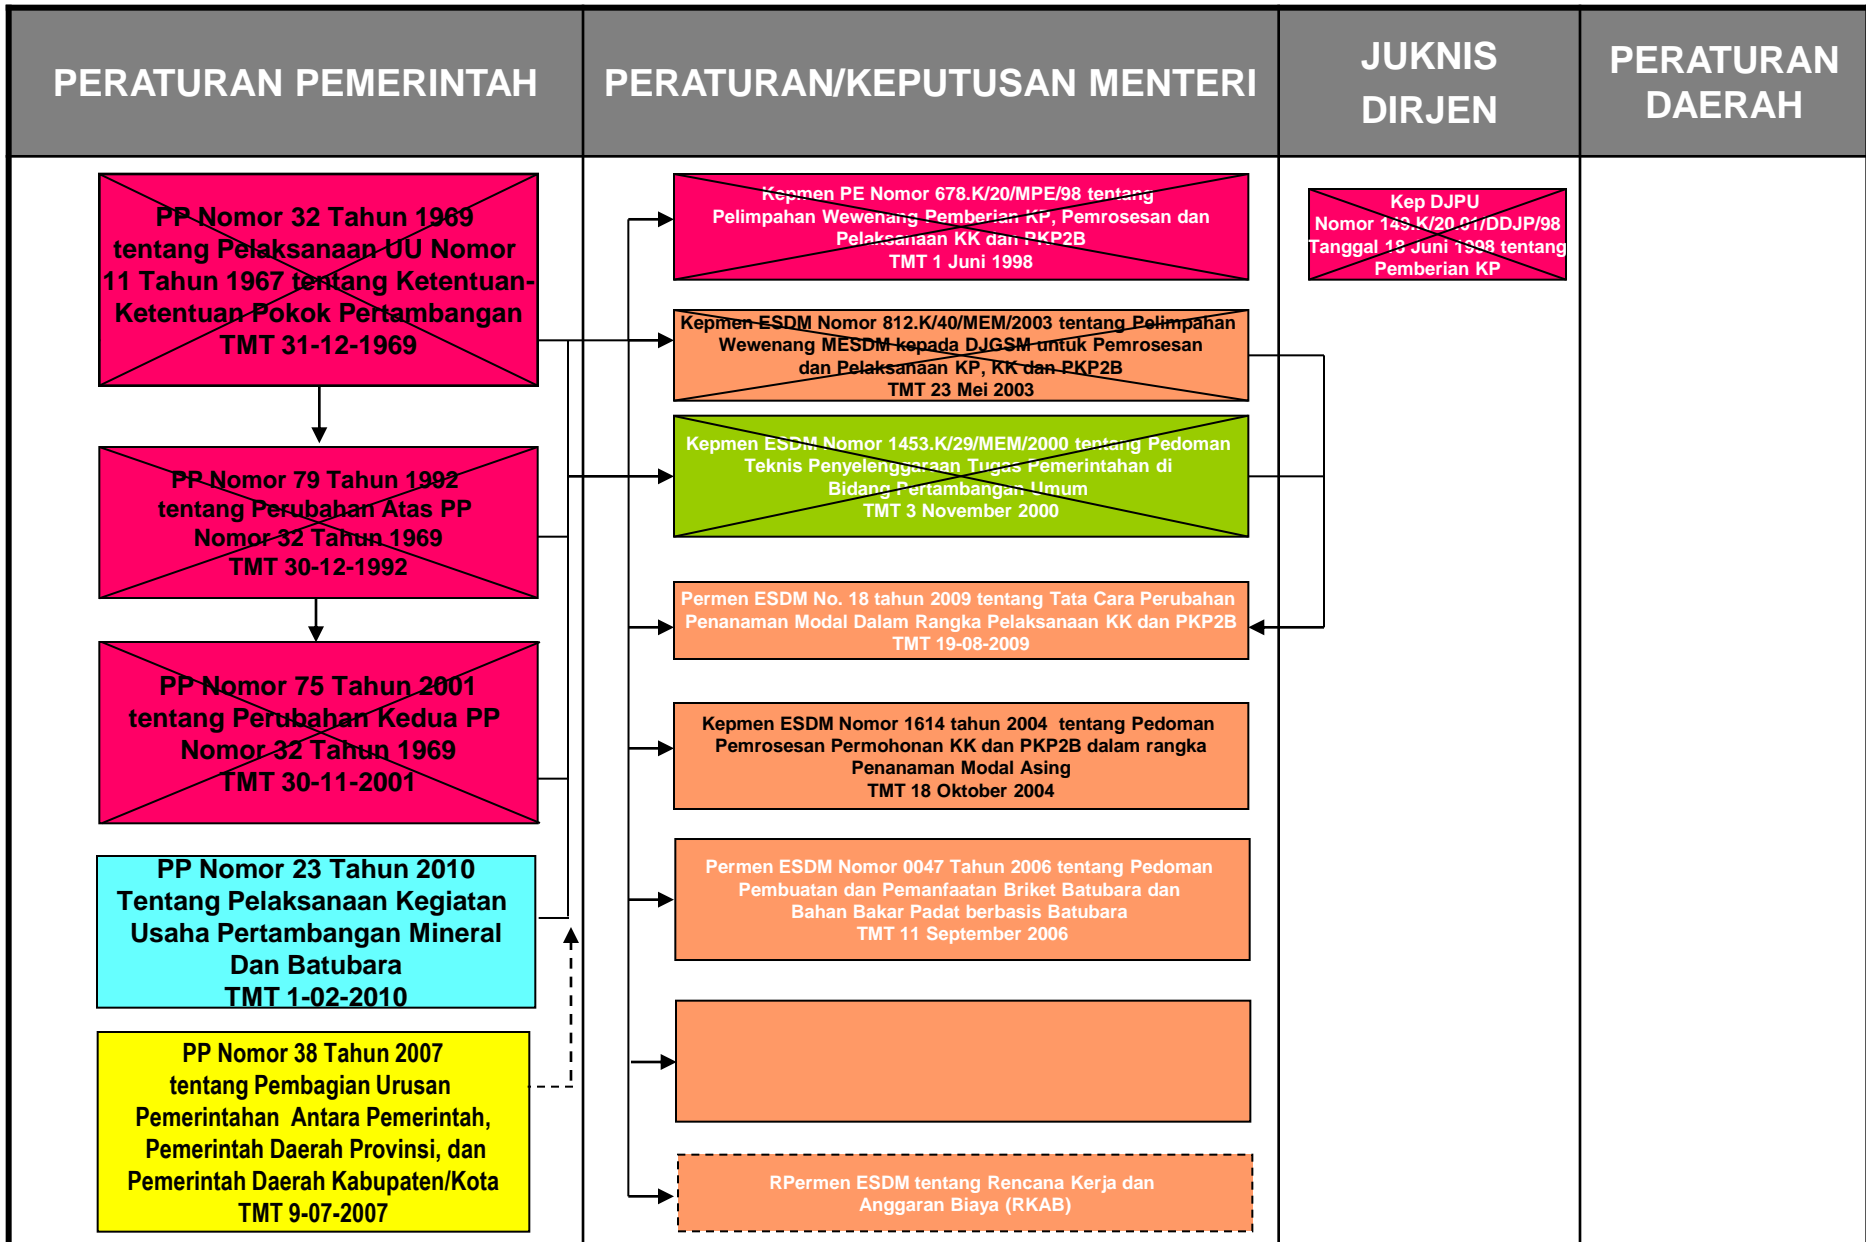 PERATURAN PEMERINTAH
PERATURAN/KEPUTUSAN MENTERI
JUKNIS
DIRJEN
PERATURAN
DAERAH
PP Nomor 32 Tahun 1969
tentang Pelaksanaan UU Nomor
11 Tahun 1967 tentang Ketentuan-
Ketentuan Pokok Pertambangan
TMT 31-12-1969
PP Nomor 79 Tahun 1992
tentang Perubahan Atas PP
Nomor 32 Tahun 1969
TMT 30-12-1992
PP Nomor 75 Tahun 2001
tentang Perubahan Kedua PP
Nomor 32 Tahun 1969
TMT 30-11-2001
PP Nomor 23 Tahun 2010
Tentang Pelaksanaan Kegiatan
Usaha Pertambangan Mineral
Dan Batubara
TMT 1-02-2010
PP Nomor 38 Tahun 2007
tentang Pembagian Urusan
Pemerintahan Antara Pemerintah,
Pemerintah Daerah Provinsi, dan
Pemerintah Daerah Kabupaten/Kota
TMT 9-07-2007
Kepmen PE Nomor 678.K/20/MPE/98 tentang
Pelimpahan Wewenang Pemberian KP, Pemrosesan dan
Pelaksanaan KK dan PKP2B
TMT 1 Juni 1998
Kepmen ESDM Nomor 812.K/40/MEM/2003 tentang Pelimpahan
Wewenang MESDM kepada DJGSM untuk Pemrosesan
dan Pelaksanaan KP, KK dan PKP2B
TMT 23 Mei 2003
Kepmen ESDM Nomor 1453.K/29/MEM/2000 tentang Pedoman
Teknis Penyelenggaraan Tugas Pemerintahan di
Bidang Pertambangan Umum
TMT 3 November 2000
Permen ESDM No. 18 tahun 2009 tentang Tata Cara Perubahan
Penanaman Modal Dalam Rangka Pelaksanaan KK dan PKP2B
TMT 19-08-2009
Kepmen ESDM Nomor 1614 tahun 2004 tentang Pedoman
Pemrosesan Permohonan KK dan PKP2B dalam rangka
Penanaman Modal Asing
TMT 18 Oktober 2004
Permen ESDM Nomor 0047 Tahun 2006 tentang Pedoman
Pembuatan dan Pemanfaatan Briket Batubara dan
Bahan Bakar Padat berbasis Batubara
TMT 11 September 2006
RPermen ESDM tentang Rencana Kerja dan
Anggaran Biaya (RKAB)
Kep DJPU
Nomor 149.K/20.01/DDJP/98
Tanggal 18 Juni 1998 tentang
Pemberian KP